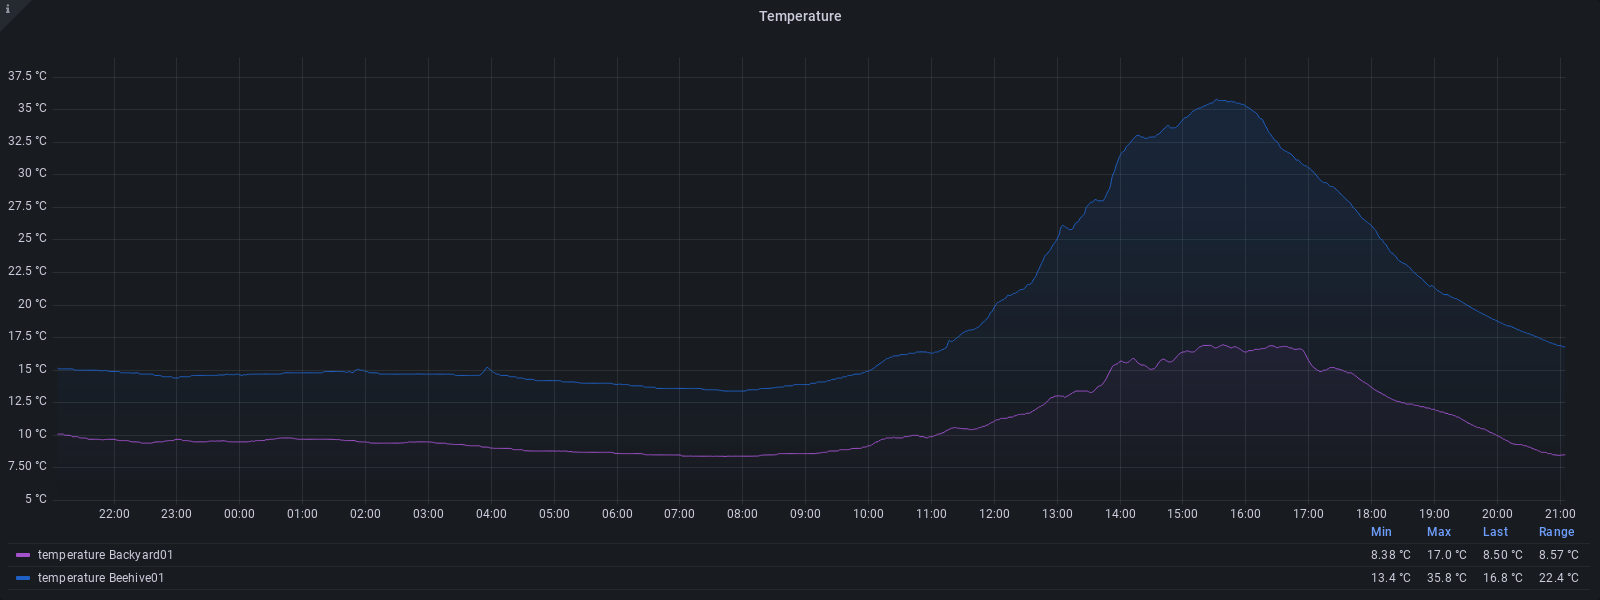 i
Temperature
37.5 °C
35 °C
32.5 °C
30 °C
27.5 °C
25 °C
22.5 °C
20 °C
17.5 °C
15 °C
12.5 °C
10 °C
7.50 °C
5 °C
22:00 23:00 00:00 01:00 02:00 03:00 04:00 05:00 06:00 07:00 08:00 09:00 10:00 11:00 12:00 13:00 14:00 15:00 16:00 17:00 18:00 19:00 20:00 21:00
Min Max Last Range
temperature Backyard01 8.38 °C 17.0 °C 8.50 °C 8.57 °C
temperature Beehive01 13.4 °C 35.8 °C 16.8 °C 22.4 °C